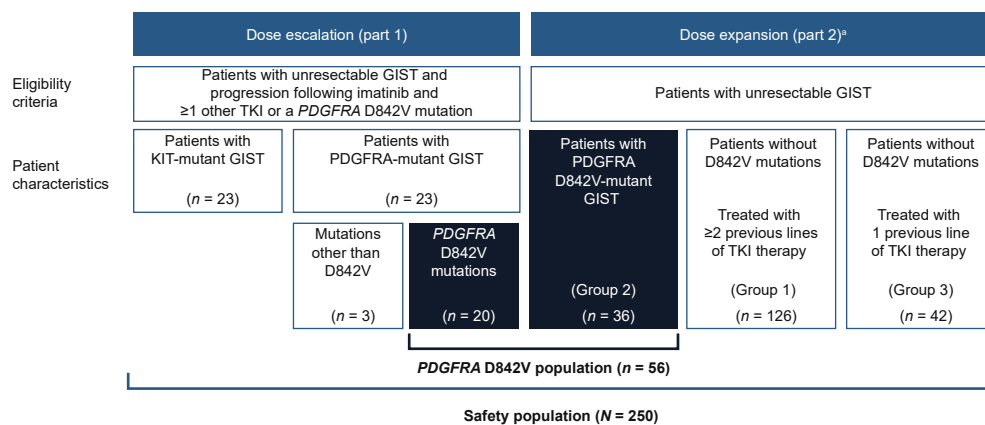 Dose escalation (part 1)
Dose expansion (part 2)ᵃ
Eligibility
criteria
Patients with unresectable GIST and
progression following imatinib and
≥1 other TKI or a PDGFRA D842V mutation
Patients with unresectable GIST
Patient
characteristics
Patients with
KIT-mutant GIST
(n = 23)
Patients with
PDGFRA-mutant GIST
(n = 23)
Mutations
other than
D842V
(n = 3)
PDGFRA
D842V
mutations
(n = 20)
Patients with
PDGFRA
D842V-mutant
GIST
(Group 2)
(n = 36)
Patients without
D842V mutations
Treated with
≥2 previous lines
of TKI therapy
(Group 1)
(n = 126)
Patients without
D842V mutations
Treated with
1 previous line
of TKI therapy
(Group 3)
(n = 42)
PDGFRA D842V population (n = 56)
Safety population (N = 250)